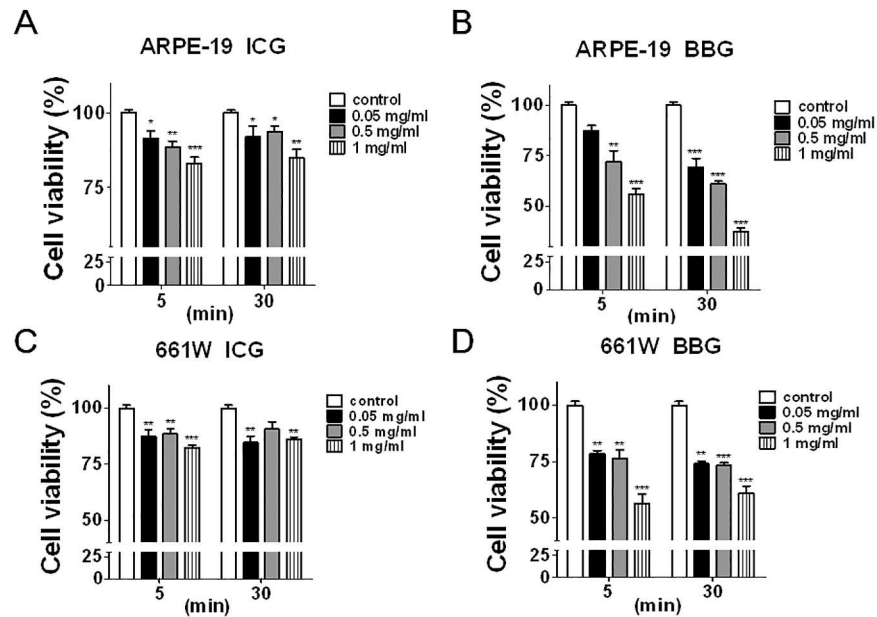 A
ARPE-19 ICG
Cell viability (%)
100
75
25
0
* ** *** * * **
5 30
(min)
control
0.05 mg/ml
0.5 mg/ml
1 mg/ml
B
ARPE-19 BBG
Cell viability (%)
100
75
50
25
0
** *** *** *** ***
5 30
(min)
control
0.05 mg/ml
0.5 mg/ml
1 mg/ml
C
661W ICG
Cell viability (%)
100
75
50
25
0
** ** *** ** **
5 30
(min)
control
0.05 mg/ml
0.5 mg/ml
1 mg/ml
D
661W BBG
Cell viability (%)
100
75
50
25
0
** ** *** ** *** ***
5 30
(min)
control
0.05 mg/ml
0.5 mg/ml
1 mg/ml